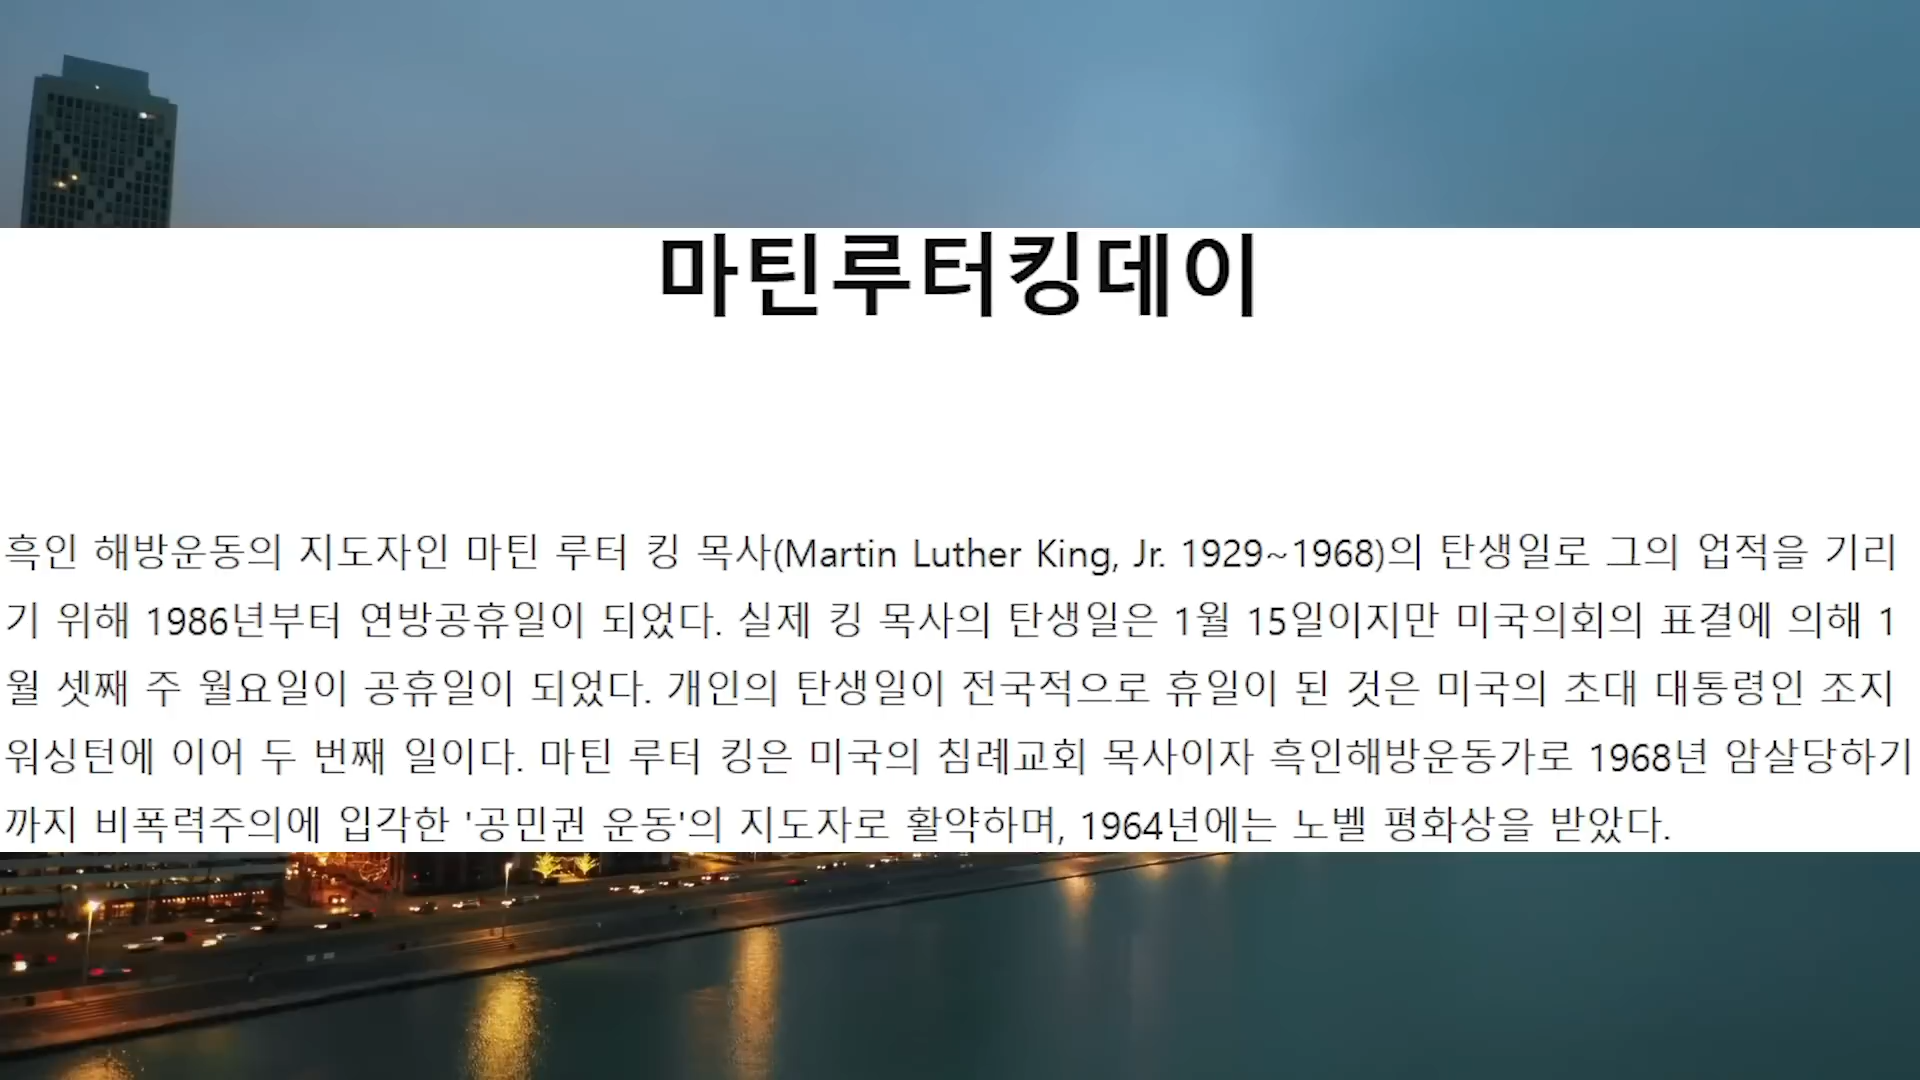 마틴루터킹데이
흑인 해방운동의 지도자인 마틴 루터 킹 목사(Martin Luther King, Jr. 1929~1968)의 탄생일로 그의 업적을 기리
기 위해 1986년부터 연방공휴일이 되었다. 실제 킹 목사의 탄생일은 1월 15일이지만 미국의회의 표결에 의해 1
월 셋째 주 월요일이 공휴일이 되었다. 개인의 탄생일이 전국적으로 휴일이 된 것은 미국의 초대 대통령인 조지
워싱턴에 이어 두 번째 일이다. 마틴 루터 킹은 미국의 침례교회 목사이자 흑인해방운동가로 1968년 암살당하기
까지 비폭력주의에 입각한 '공민권 운동'의 지도자로 활약하며, 1964년에는 노벨 평화상을 받았다.